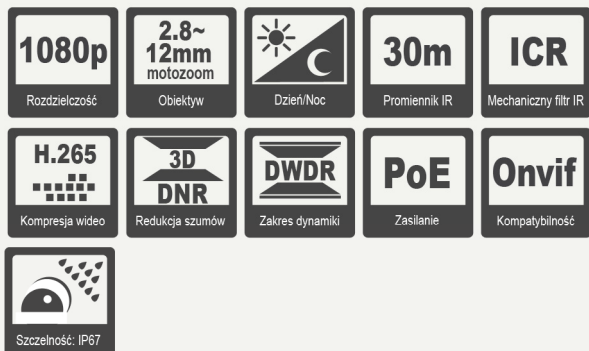 1080p
Rozdzielczość
2.8~
12mm
motozoom
Obiektyw
Dzień/Noc
30m
Promiennik IR
ICR
Mechaniczny filtr IR
H.265
Kompresja wideo
3D
DNR
Redukcja szumów
DWDR
Zakres dynamiki
PoE
Zasilanie
Onvif
Kompatybilność
Szczelność: IP67